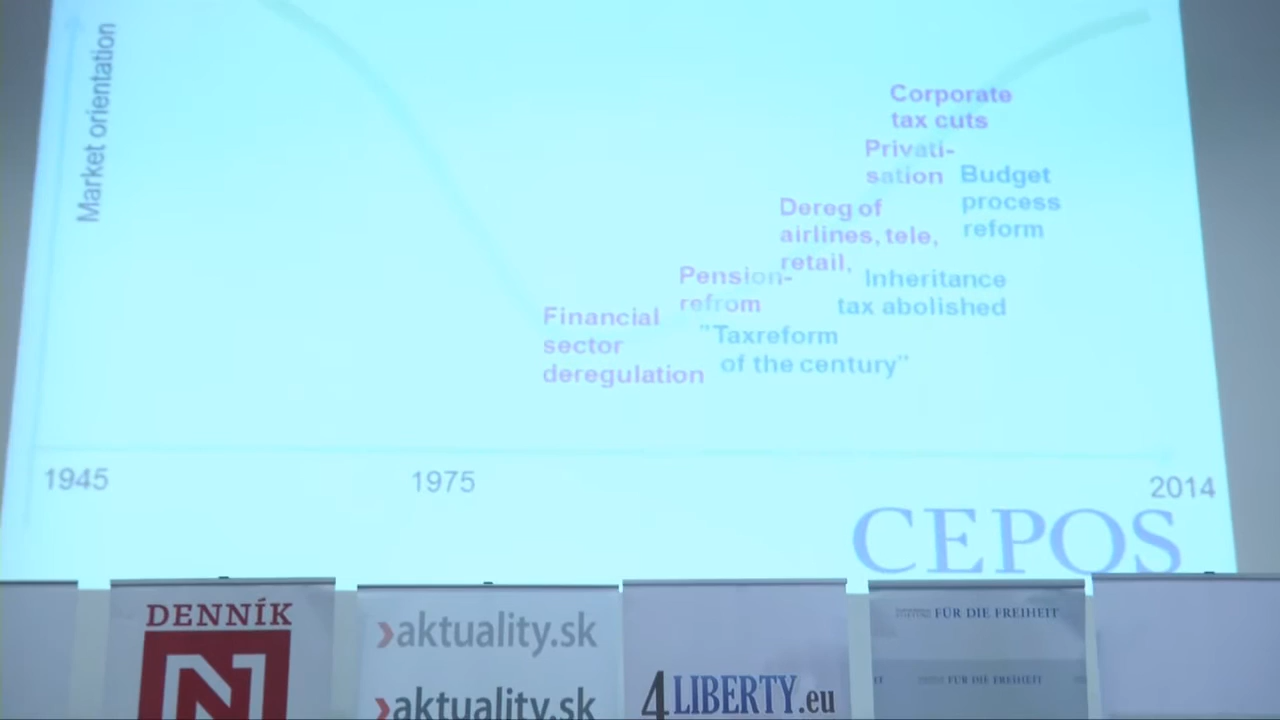 Market orientation
Corporate
tax cuts
Privati-
sation
Budget
process
reform
Dereg of
airlines, tele,
retail,
Pension-
refrom
Inheritance
tax abolished
Financial
sector
deregulation
"Taxreform
of the century"
1945
1975
2014
CEPOS
DENNÍK
N
aktuality.sk
aktuality.sk
4LIBERTY.eu
FÜR DIE FREIHEIT
FÜR DIE FREIHEIT